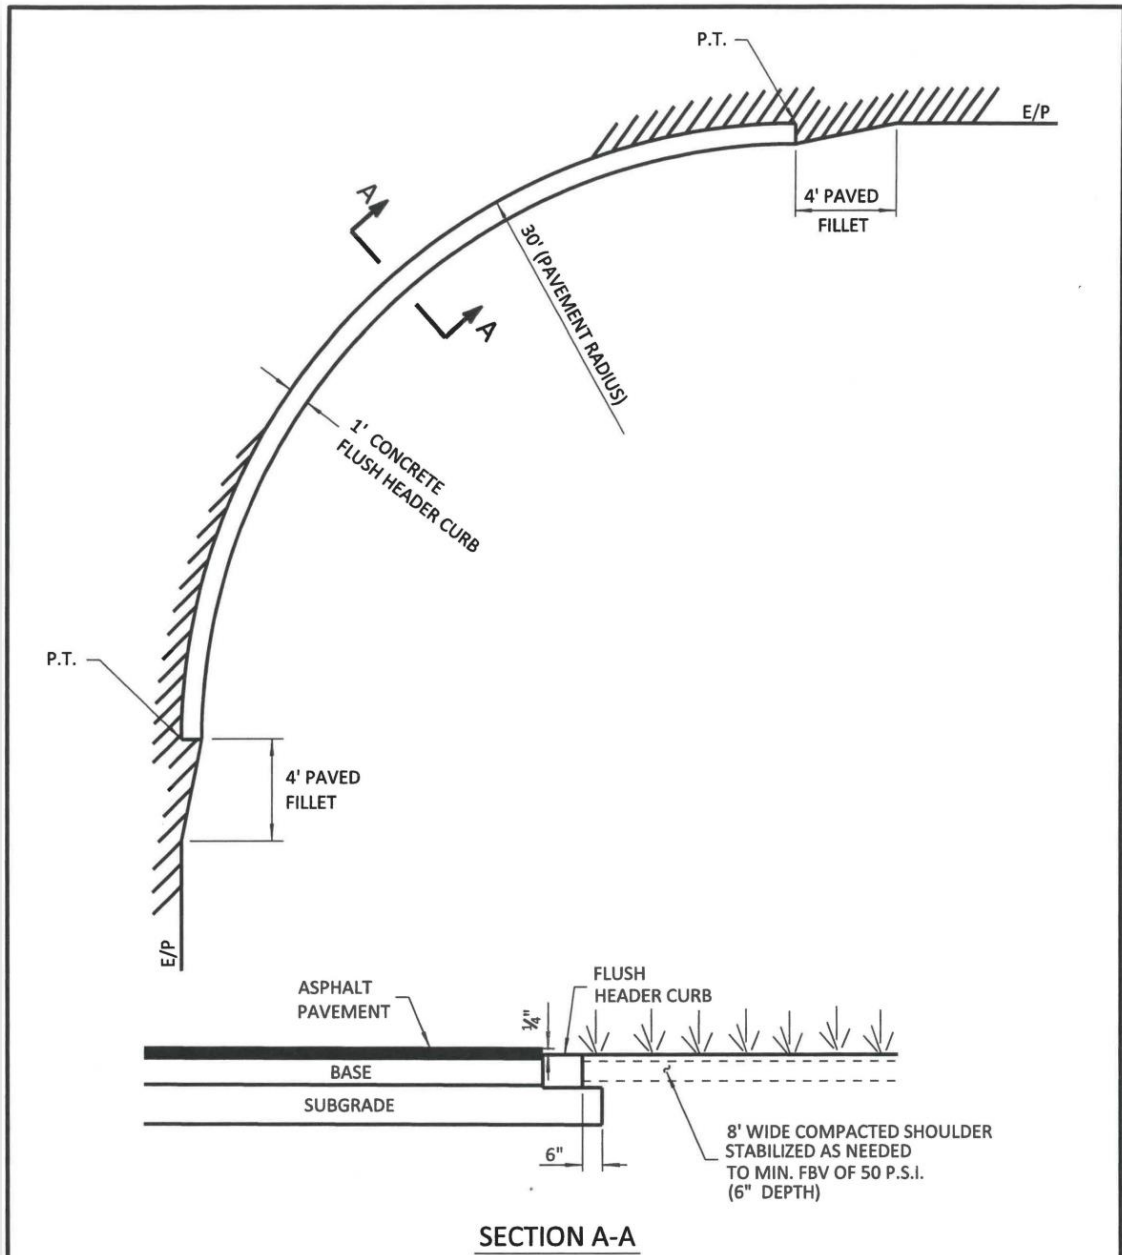 P.T.
E/P
4' PAVED
FILLET
A
30' (PAVEMENT RADIUS)
A
1' CONCRETE
FLUSH HEADER CURB
P.T.
4' PAVED
FILLET
E/P
ASPHALT
PAVEMENT
¼"
FLUSH
HEADER CURB
BASE
SUBGRADE
6"
8' WIDE COMPACTED SHOULDER
STABILIZED AS NEEDED
TO MIN. FBV OF 50 P.S.I.
(6" DEPTH)
SECTION A-A